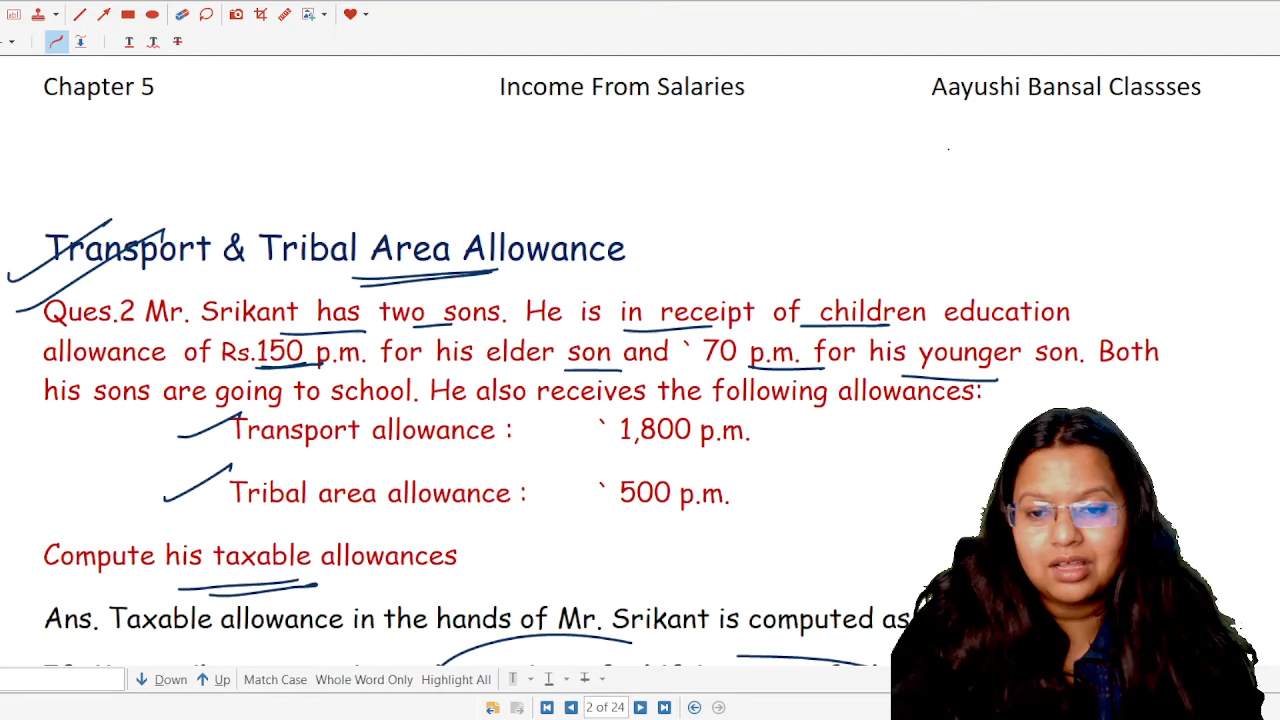 Chapter 5 Income From Salaries Aayushi Bansal Classses
Transport & Tribal Area Allowance
Ques.2 Mr. Srikant has two sons. He is in receipt of children education
allowance of Rs.150 p.m. for his elder son and ` 70 p.m. for his younger son. Both
his sons are going to school. He also receives the following allowances:
Transport allowance : ` 1,800 p.m.
Tribal area allowance : ` 500 p.m.
Compute his taxable allowances
Ans. Taxable allowance in the hands of Mr. Srikant is computed as
Down Up Match Case Whole Word Only Highlight All T T T
2 of 24